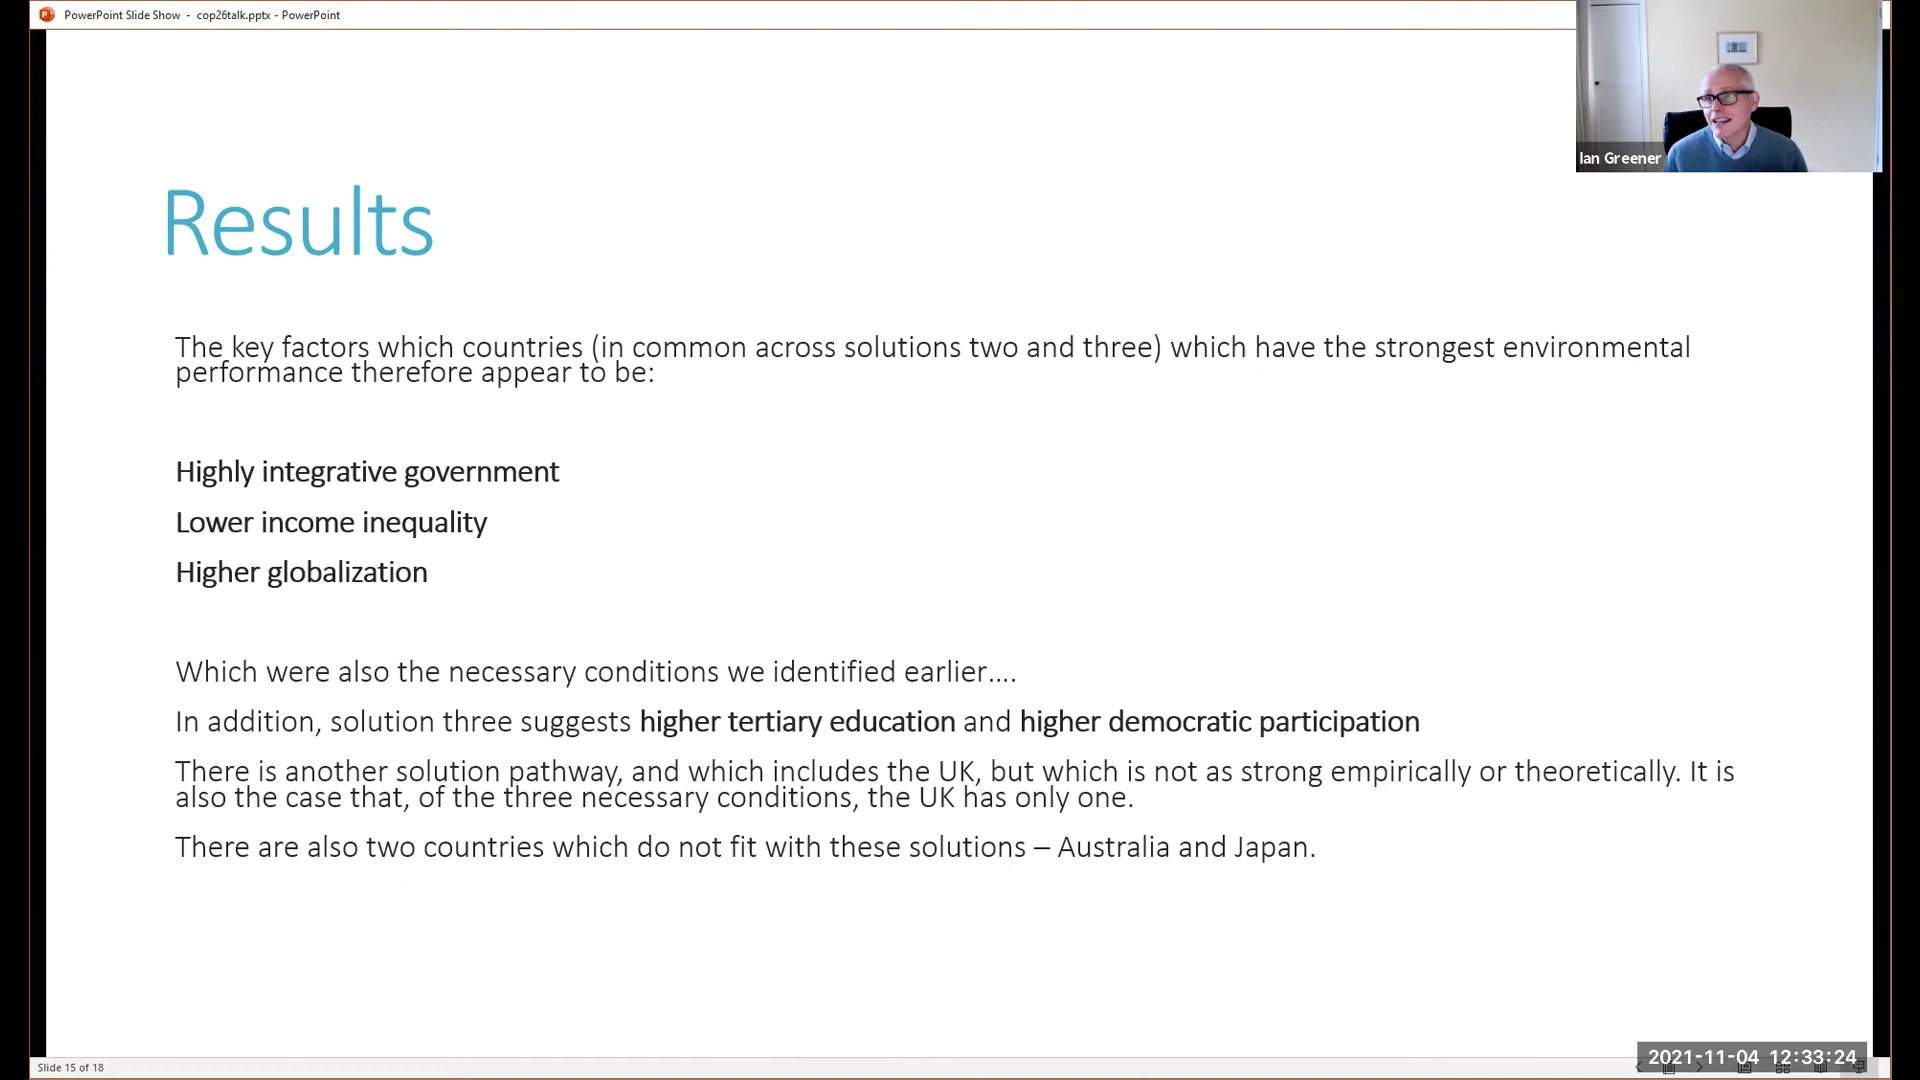 PowerPoint Slide Show - cop26talk.pptx - PowerPoint
Ian Greener
Results
The key factors which countries (in common across solutions two and three) which have the strongest environmental
performance therefore appear to be:
Highly integrative government
Lower income inequality
Higher globalization
Which were also the necessary conditions we identified earlier....
In addition, solution three suggests higher tertiary education and higher democratic participation
There is another solution pathway, and which includes the UK, but which is not as strong empirically or theoretically. It is
also the case that, of the three necessary conditions, the UK has only one.
There are also two countries which do not fit with these solutions – Australia and Japan.
Slide 15 of 18
2021-11-04 12:33:24